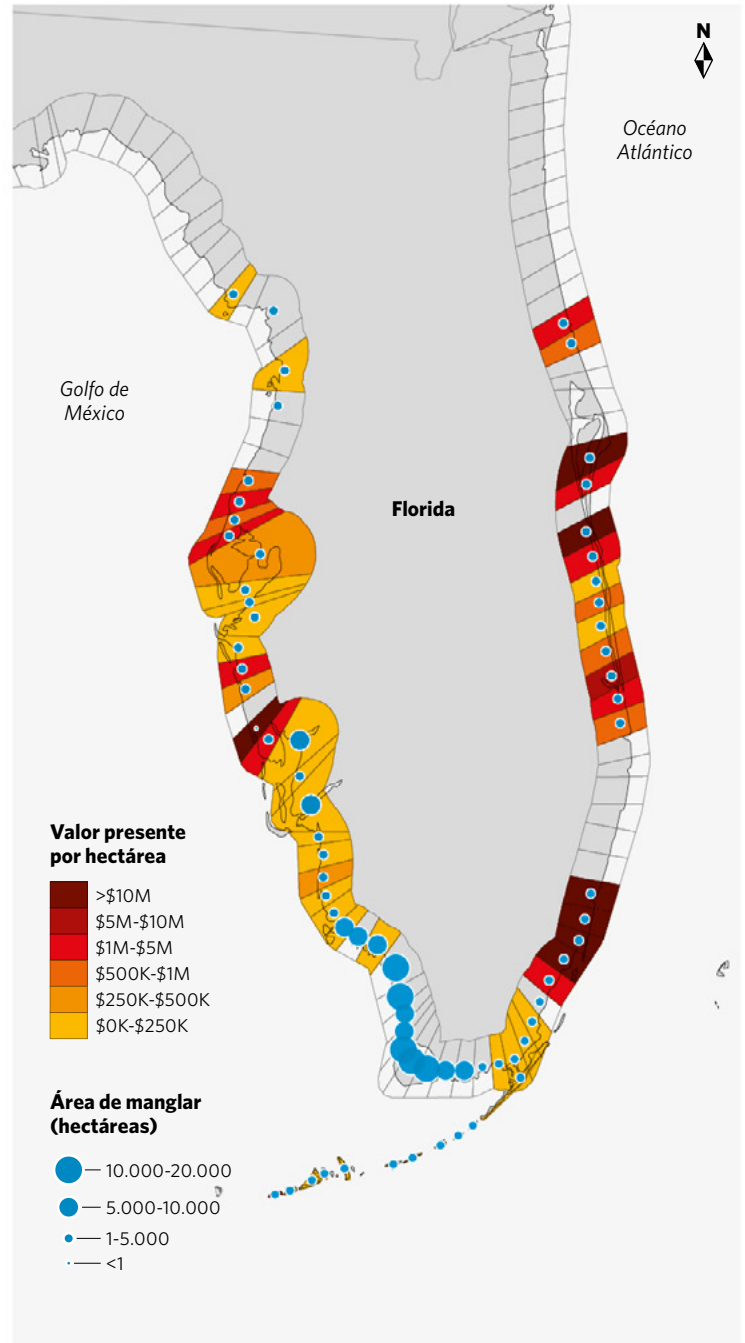 N
Océano
Atlántico
Golfo de
México
Florida
Valor presente
por hectárea
>$10M
$5M-$10M
$1M-$5M
$500K-$1M
$250K-$500K
$0K-$250K
Área de manglar
(hectáreas)
10.000-20.000
5.000-10.000
1-5.000
<1